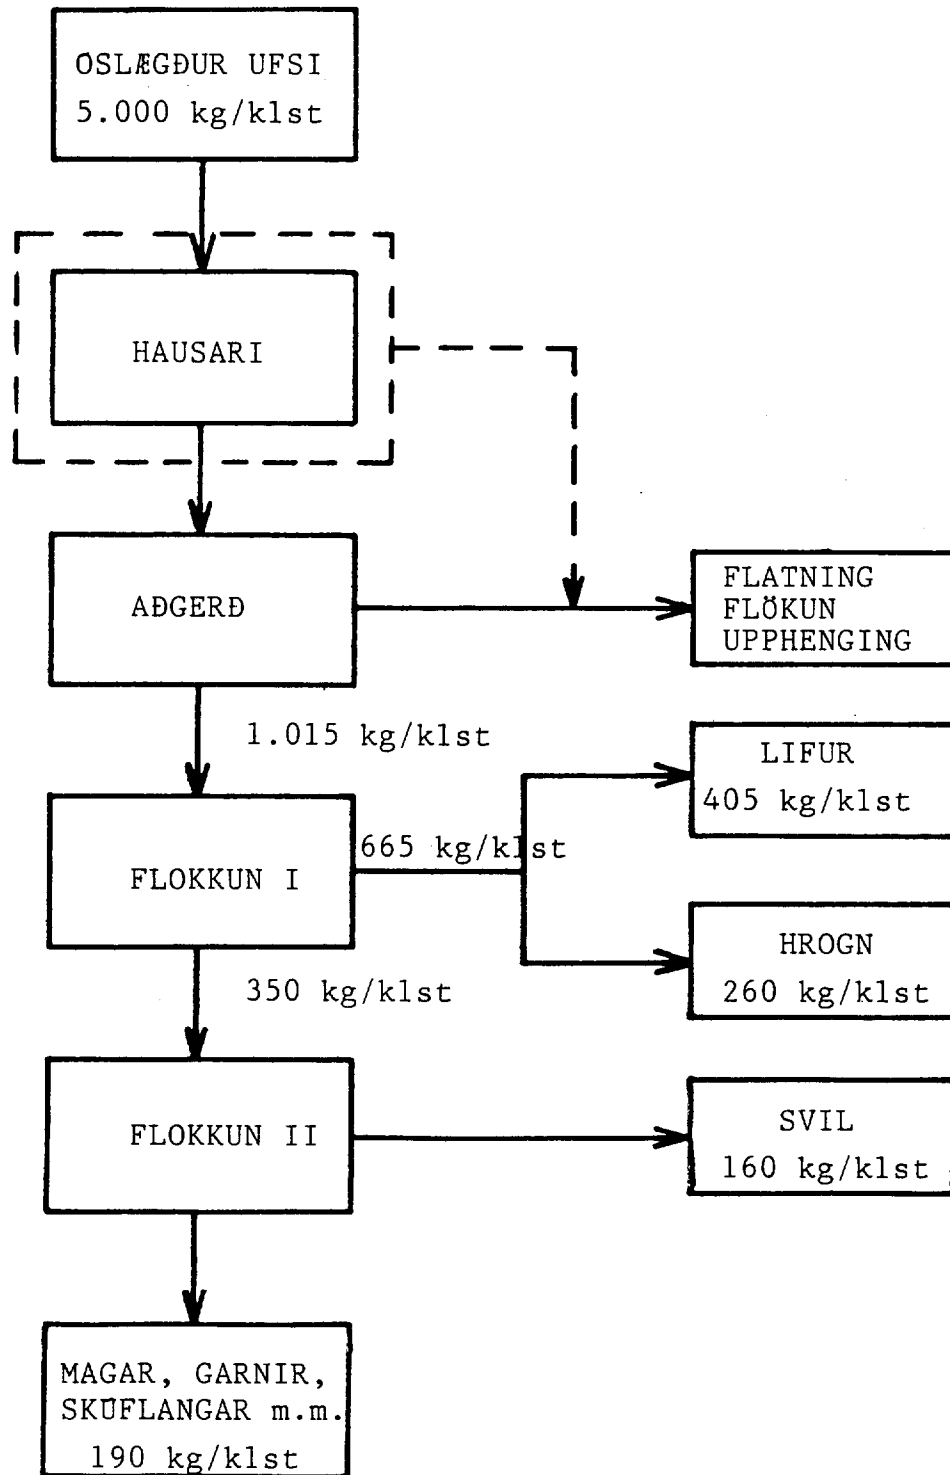 OSLÆGÐUR UFSI
5.000 kg/klst
HAUSARI
AÐGERÐ
FLATNING
FLÖKUN
UPPHENGING
1.015 kg/klst
LIFUR
405 kg/klst
665 kg/klst
FLOKKUN I
HROGN
260 kg/klst
350 kg/klst
FLOKKUN II
SVIL
160 kg/klst
MAGAR, GARNIR,
SKÚFLANGAR m.m.
190 kg/klst